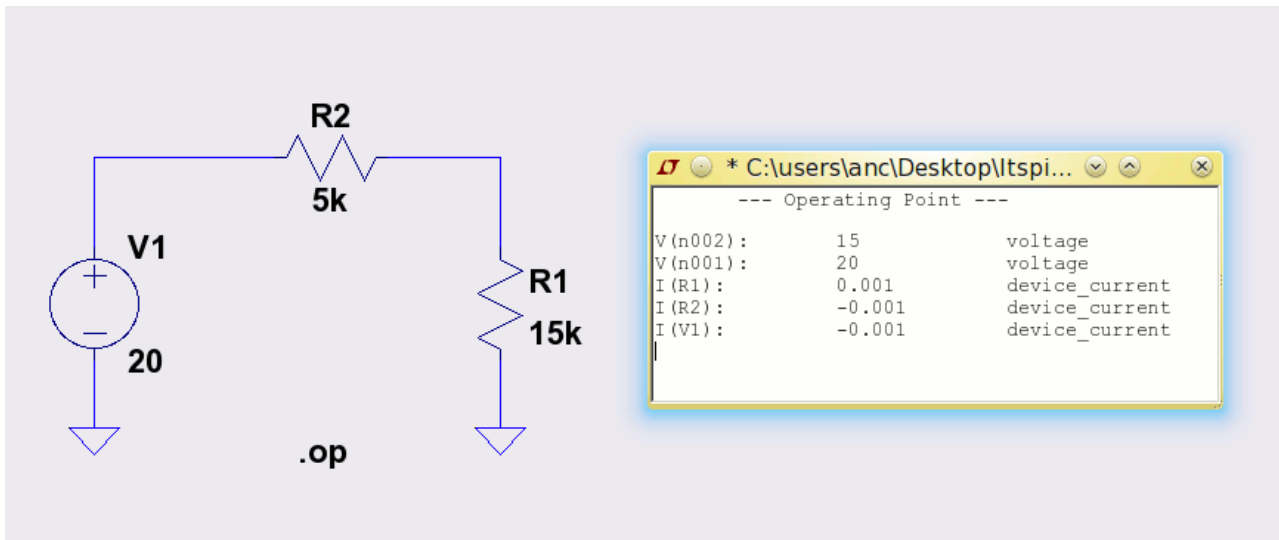 R2
5k
V1
20
R1
15k
.op
* C:\users\anc\Desktop\ltspi...
--- Operating Point ---
V(n002): 15 voltage
V(n001): 20 voltage
I(R1): 0.001 device_current
I(R2): -0.001 device_current
I(V1): -0.001 device_current